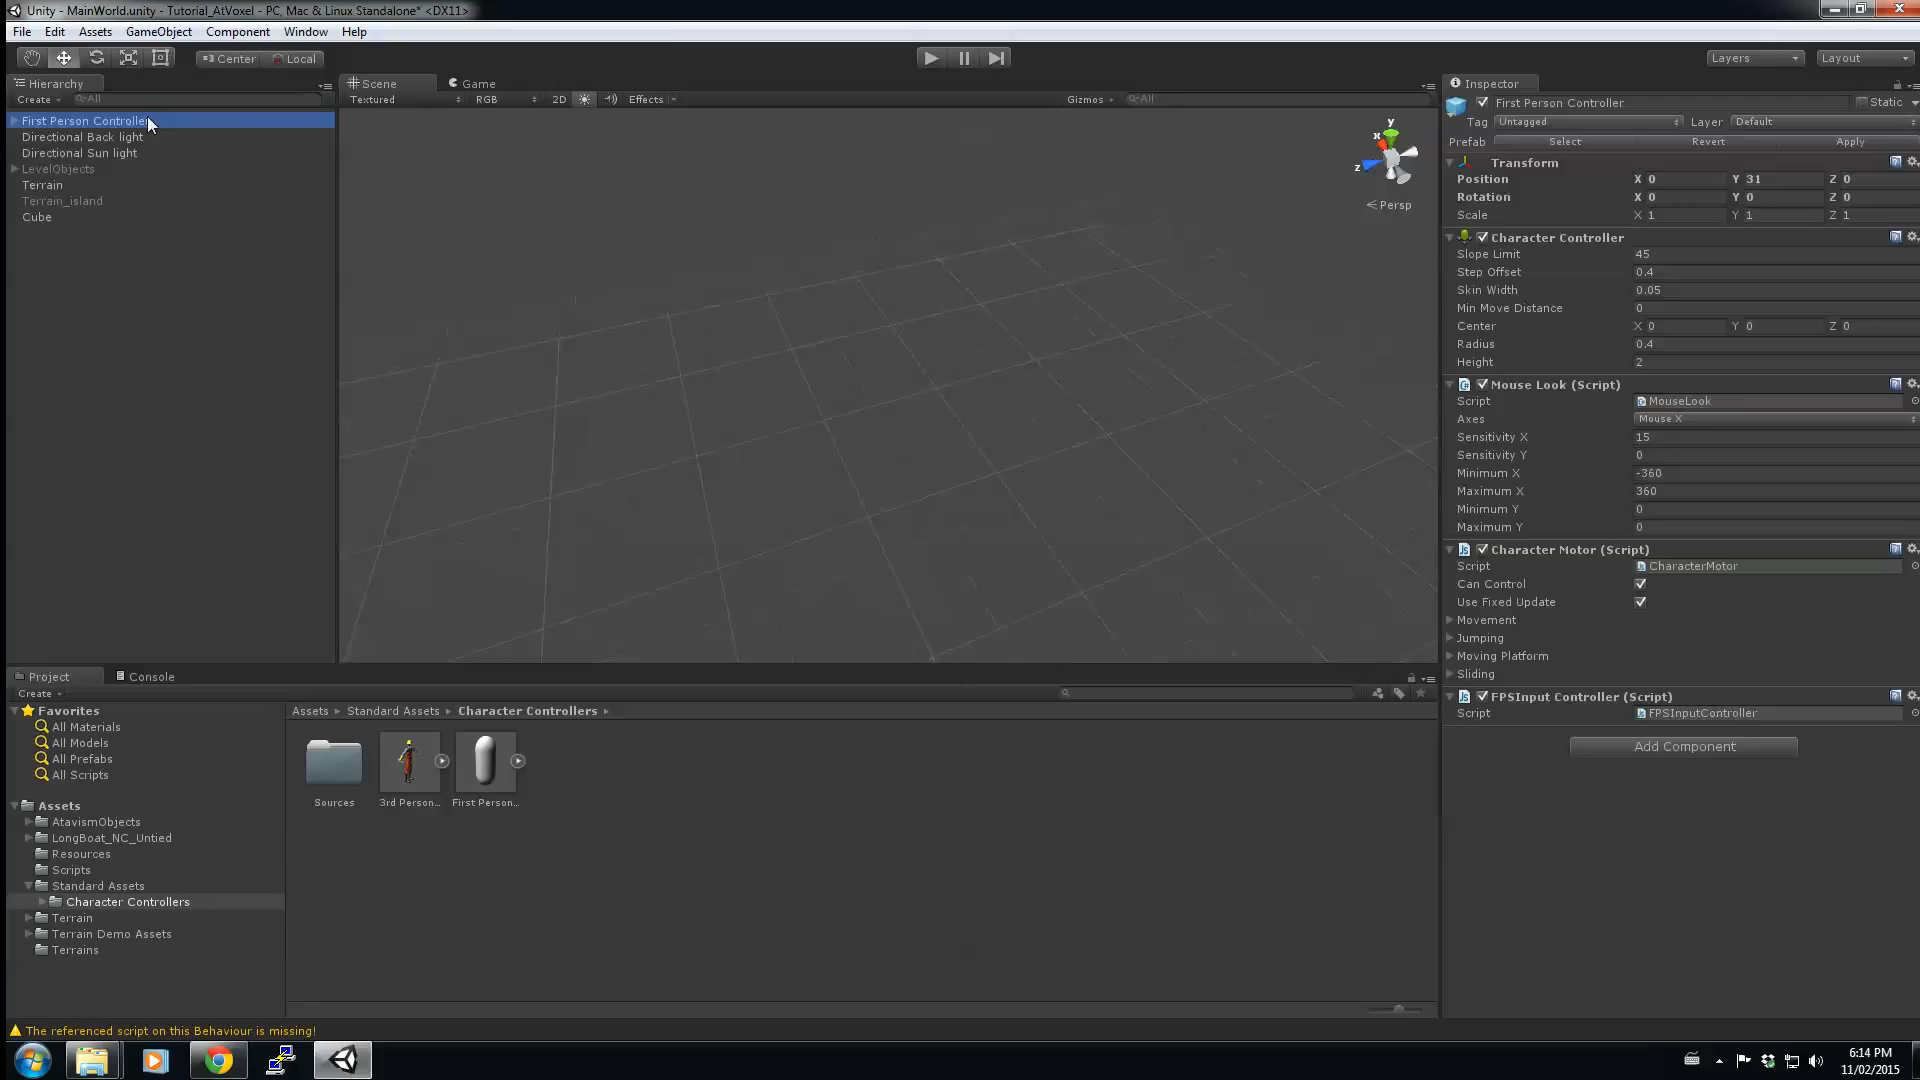 Unity - MainWorld.unity - Tutorial_AtVoxel - PC, Mac & Linux Standalone* <DX11>
File Edit Assets GameObject Component Window Help
Center Local Layers Layout
Hierarchy
Create All
First Person Controller
Directional Back light
Directional Sun light
LevelObjects
Terrain
Terrain_island
Cube
Scene Game
Textured RGB 2D Effects Gizmos All
y
x
z
Persp
Inspector
First Person Controller Static
Tag Untagged Layer Default
Prefab Select Revert Apply
Transform
Position X 0 Y 31 Z 0
Rotation X 0 Y 0 Z 0
Scale X 1 Y 1 Z 1
Character Controller
Slope Limit 45
Step Offset 0.4
Skin Width 0.05
Min Move Distance 0
Center X 0 Y 0 Z 0
Radius 0.4
Height 2
Mouse Look (Script)
Script MouseLook
Axes Mouse X
Sensitivity X 15
Sensitivity Y 0
Minimum X -360
Maximum X 360
Minimum Y 0
Maximum Y 0
Character Motor (Script)
Script CharacterMotor
Can Control
Use Fixed Update
Movement
Jumping
Moving Platform
Sliding
FPSInput Controller (Script)
Script FPSInputController
Add Component
Project Console
Create
Favorites
All Materials
All Models
All Prefabs
All Scripts
Assets
AtavismObjects
LongBoat_NC_Untied
Resources
Scripts
Standard Assets
Character Controllers
Terrain
Terrain Demo Assets
Terrains
Assets Standard Assets Character Controllers
Sources 3rd Person... First Person...
The referenced script on this Behaviour is missing!
6:14 PM
11/02/2015